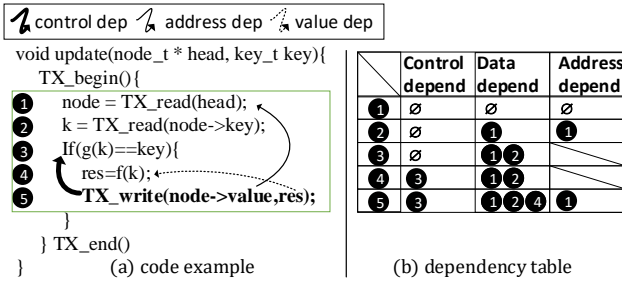 control dep address dep value dep
void update(node_t * head, key_t key){
TX_begin(){
1 node = TX_read(head);
2 k = TX_read(node->key);
3 If(g(k)==key){
4 res=f(k);
5 TX_write(node->value,res);
}
} TX_end()
}
(a) code example
Control depend Data depend Address depend
1 ø ø ø
2 ø 1 1
3 ø 1 2
4 3 1 2
5 3 1 2 4 1
(b) dependency table